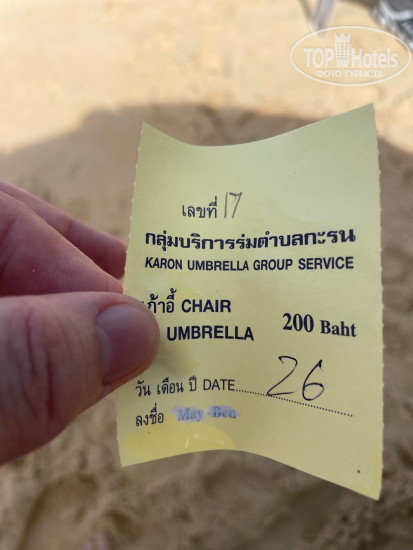 TOP Hotels
ФОТО ТУРИСТА
เลขที่ 17
กลุ่มบริการร่มตำบลกะรน
KARON UMBRELLA GROUP SERVICE
เก้าอี้ CHAIR
UMBRELLA 200 Baht
วัน เดือน ปี DATE 26
ลงชื่อ May - Ben